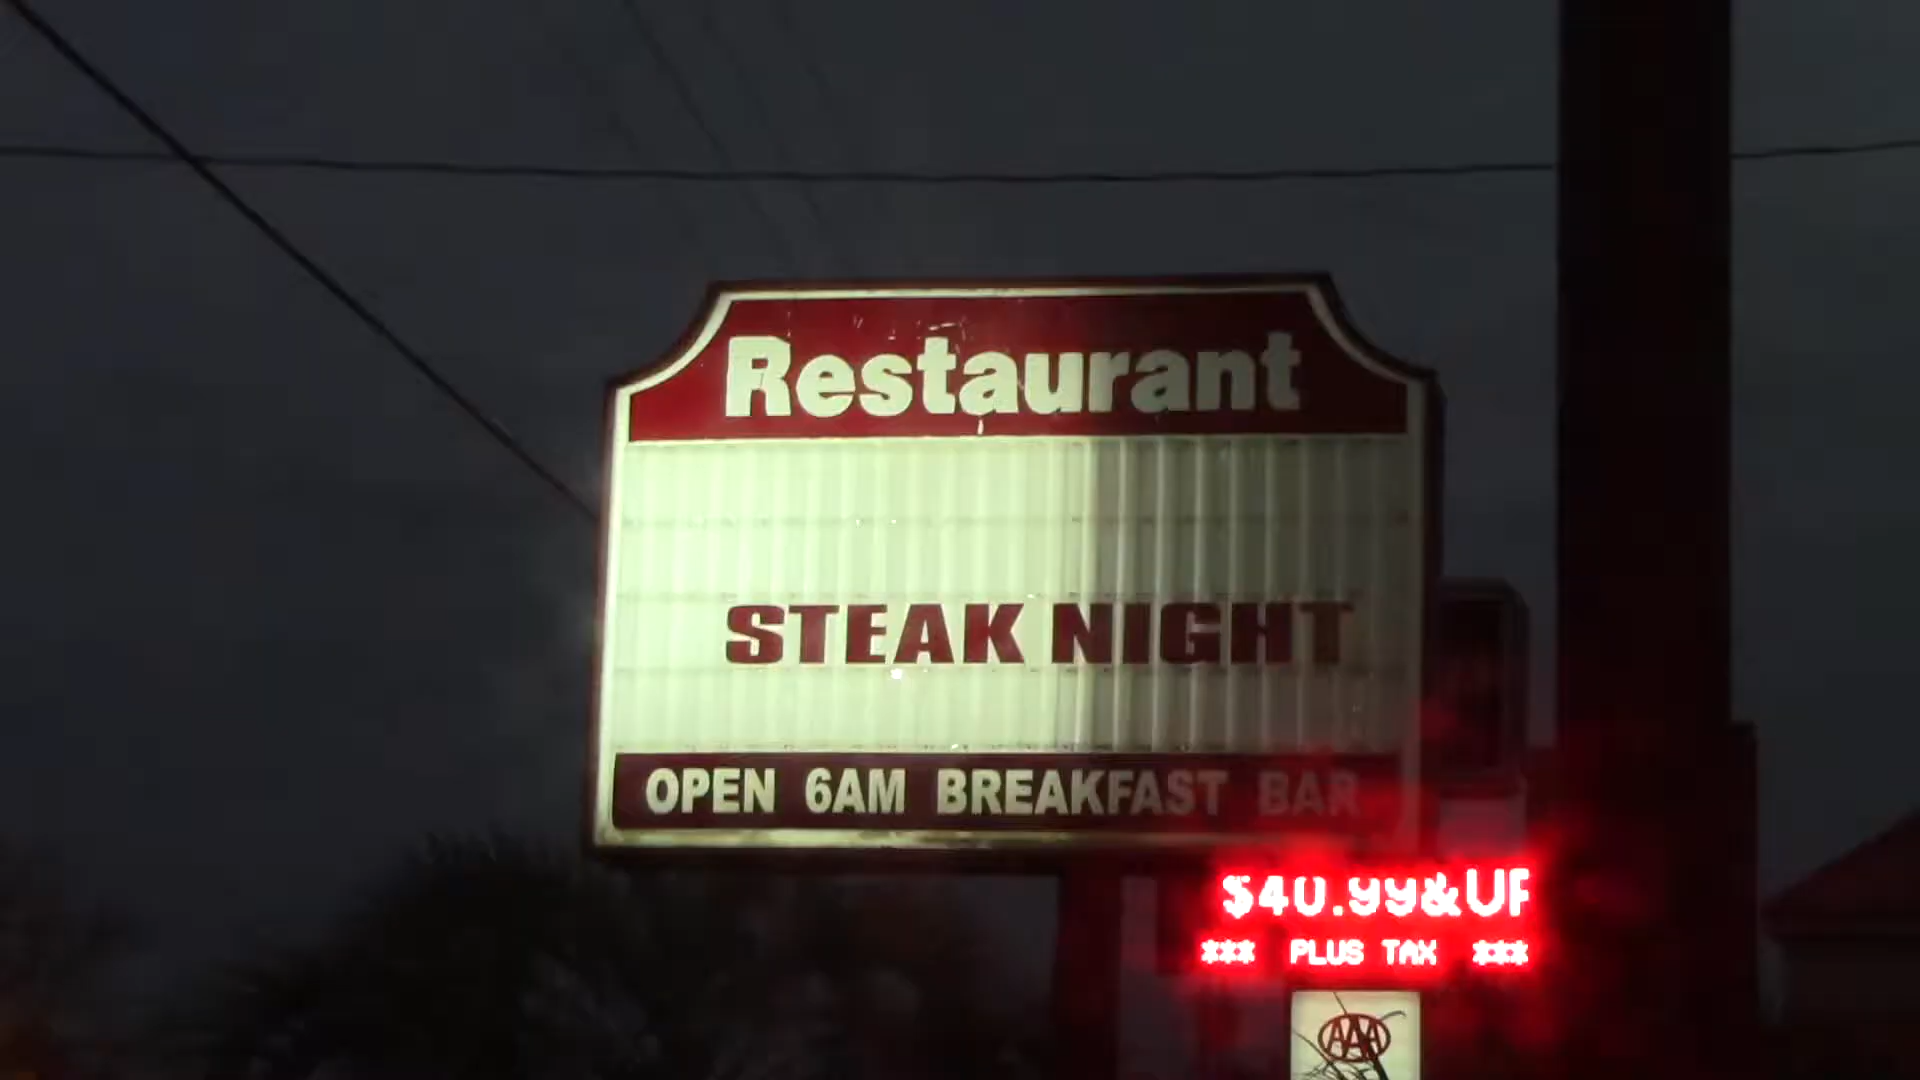 Restaurant
STEAK NIGHT
OPEN 6AM BREAKFAST BAR
$40.99&UP
*** PLUS TAX ***
AAA